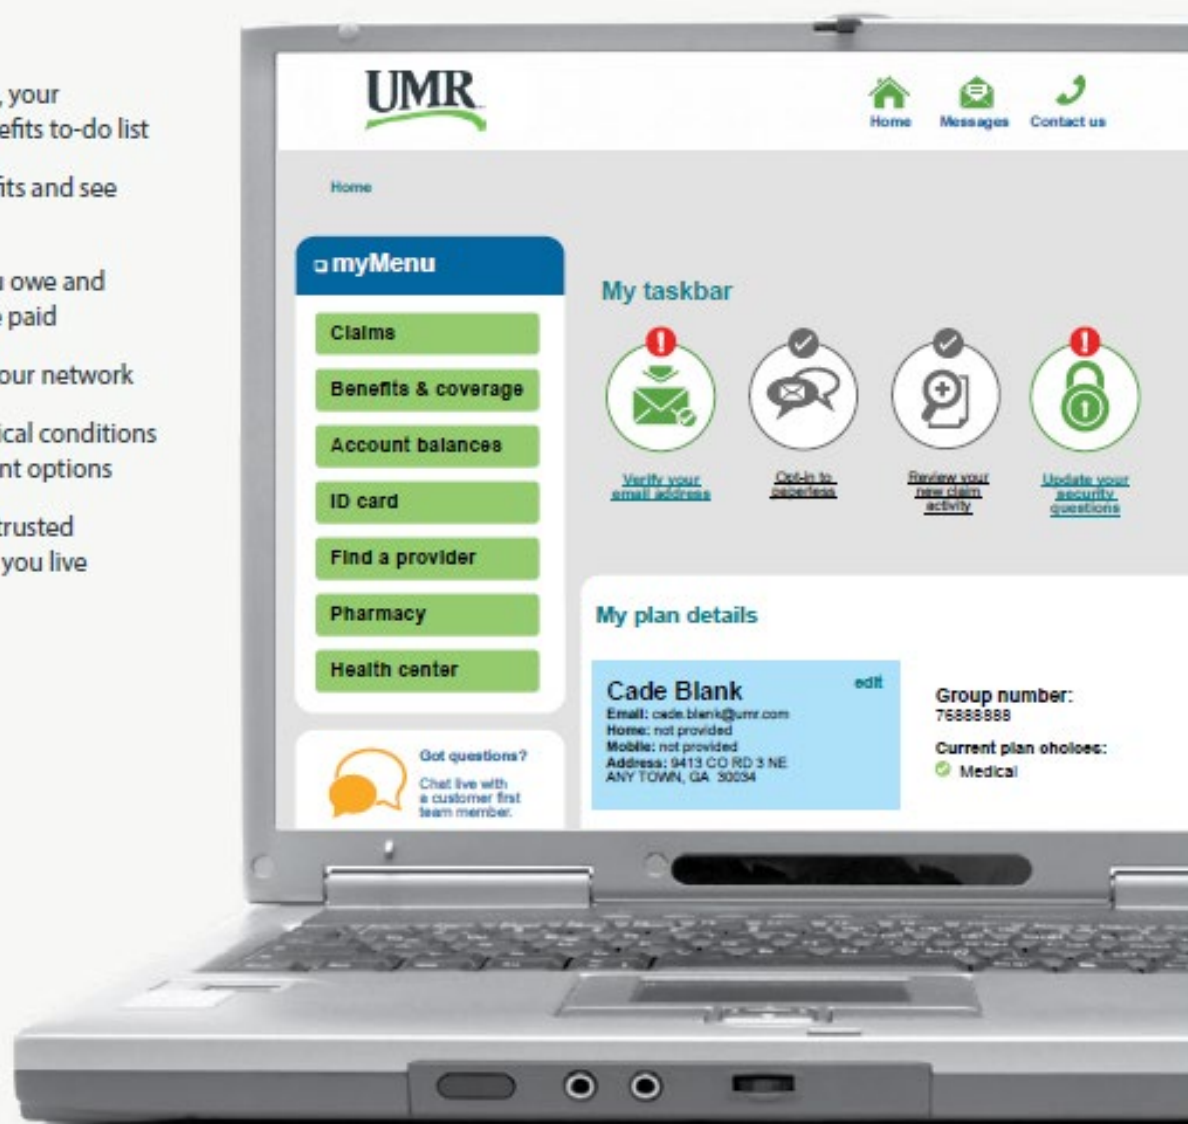 , your
efits to-do list
fits and see
u owe and
e paid
our network
ical conditions
nt options
trusted
you live
UMR
Home
Messages
Contact us
Home
myMenu
Claims
Benefits & coverage
Account balances
ID card
Find a provider
Pharmacy
Health center
Got questions?
Chat live with
a customer first
team member.
My taskbar
Verify your
email address
Opt-in to
paperless
Review your
new claim
activity
Update your
security
questions
My plan details
Cade Blank
edit
Email: cade.blank@umr.com
Home: not provided
Mobile: not provided
Address: 9413 CO RD 3 NE
ANY TOWN, GA 30034
Group number:
76888888
Current plan choices:
Medical